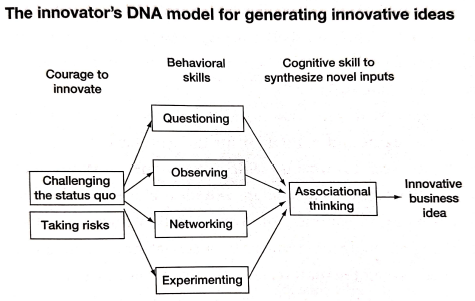 The innovator's DNA model for generating innovative ideas
Courage to
innovate
Behavioral
skills
Cognitive skill to
synthesize novel inputs
Challenging
the status quo
Taking risks
Questioning
Observing
Networking
Experimenting
Associational
thinking
Innovative
business
idea